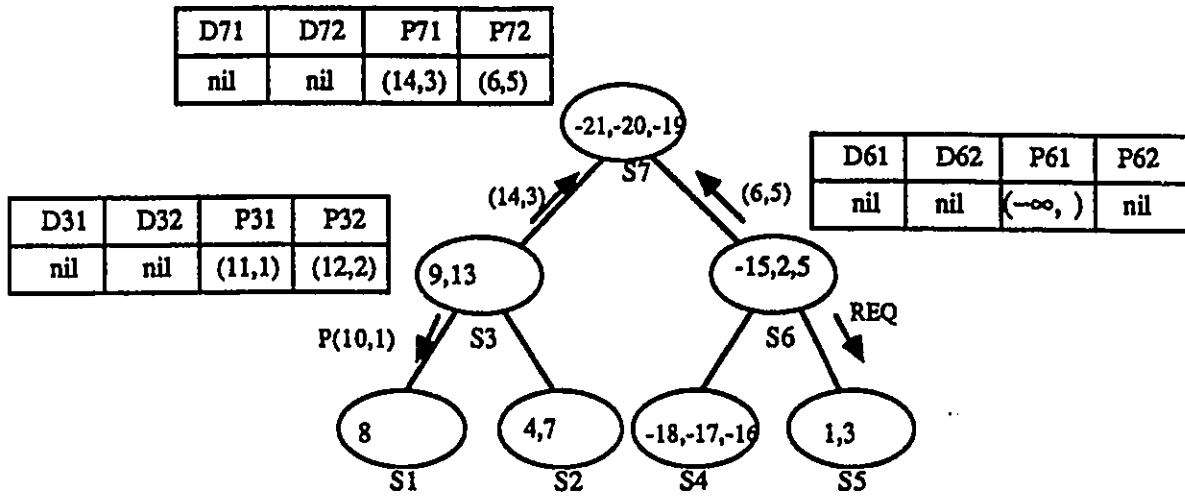 D71 D72 P71 P72
nil nil (14,3) (6,5)
-21,-20,-19
S7
D61 D62 P61 P62
nil nil (−∞, ) nil
(14,3)
(6,5)
D31 D32 P31 P32
nil nil (11,1) (12,2)
9,13
S3
-15,2,5
S6
P(10,1)
REQ
8
S1
4,7
S2
-18,-17,-16
S4
1,3
S5